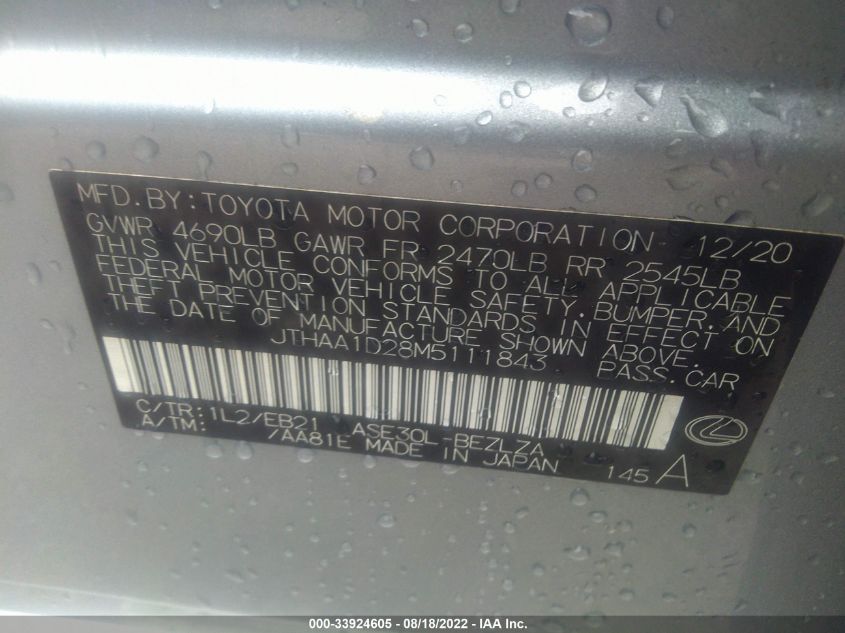 MFD.BY:TOYOTA MOTOR CORPORATION 12/20
GVWR 4690LB GAWR FR 2470LB RR 2545LB
THIS VEHICLE CONFORMS TO ALL APPLICABLE
FEDERAL MOTOR VEHICLE SAFETY,BUMPER,AND
THEFT PREVENTION STANDARDS IN EFFECT ON
THE DATE OF MANUFACTURE SHOWN ABOVE.
JTHAA1D28M5111843 PASS.CAR
C/TR:1L2/EB21 ASE30L-BEZLZA
A/TM: /AA81E MADE IN JAPAN 145 A
000-33924605 - 08/18/2022 - IAA Inc.